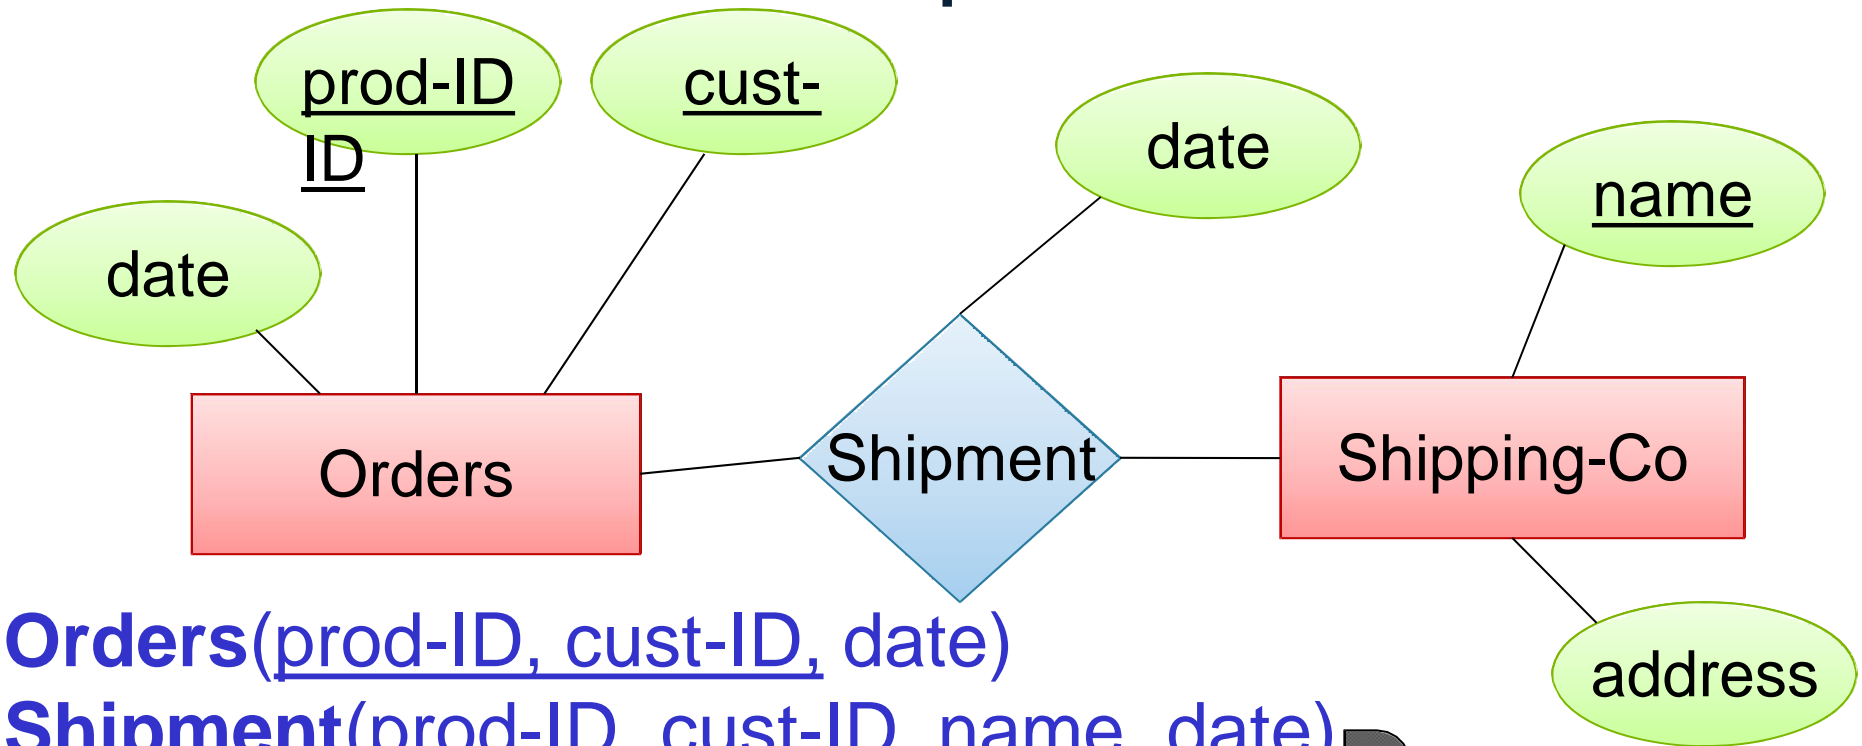 prod-ID cust-
ID
date
name
date
Shipment
Shipping-Co
Orders
Orders(prod-ID, cust-ID, date)
address
Shipment(prod-ID, cust-ID, name, date)